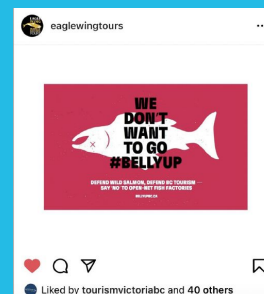 eaglewingtours
WE
DON'T
WANT
TO GO
#BELLYUP
DEFEND WILD SALMON, DEFEND BC TOURISM —
SAY 'NO' TO OPEN-NET FISH FACTORIES
Liked by tourismvictoriabc and 40 others